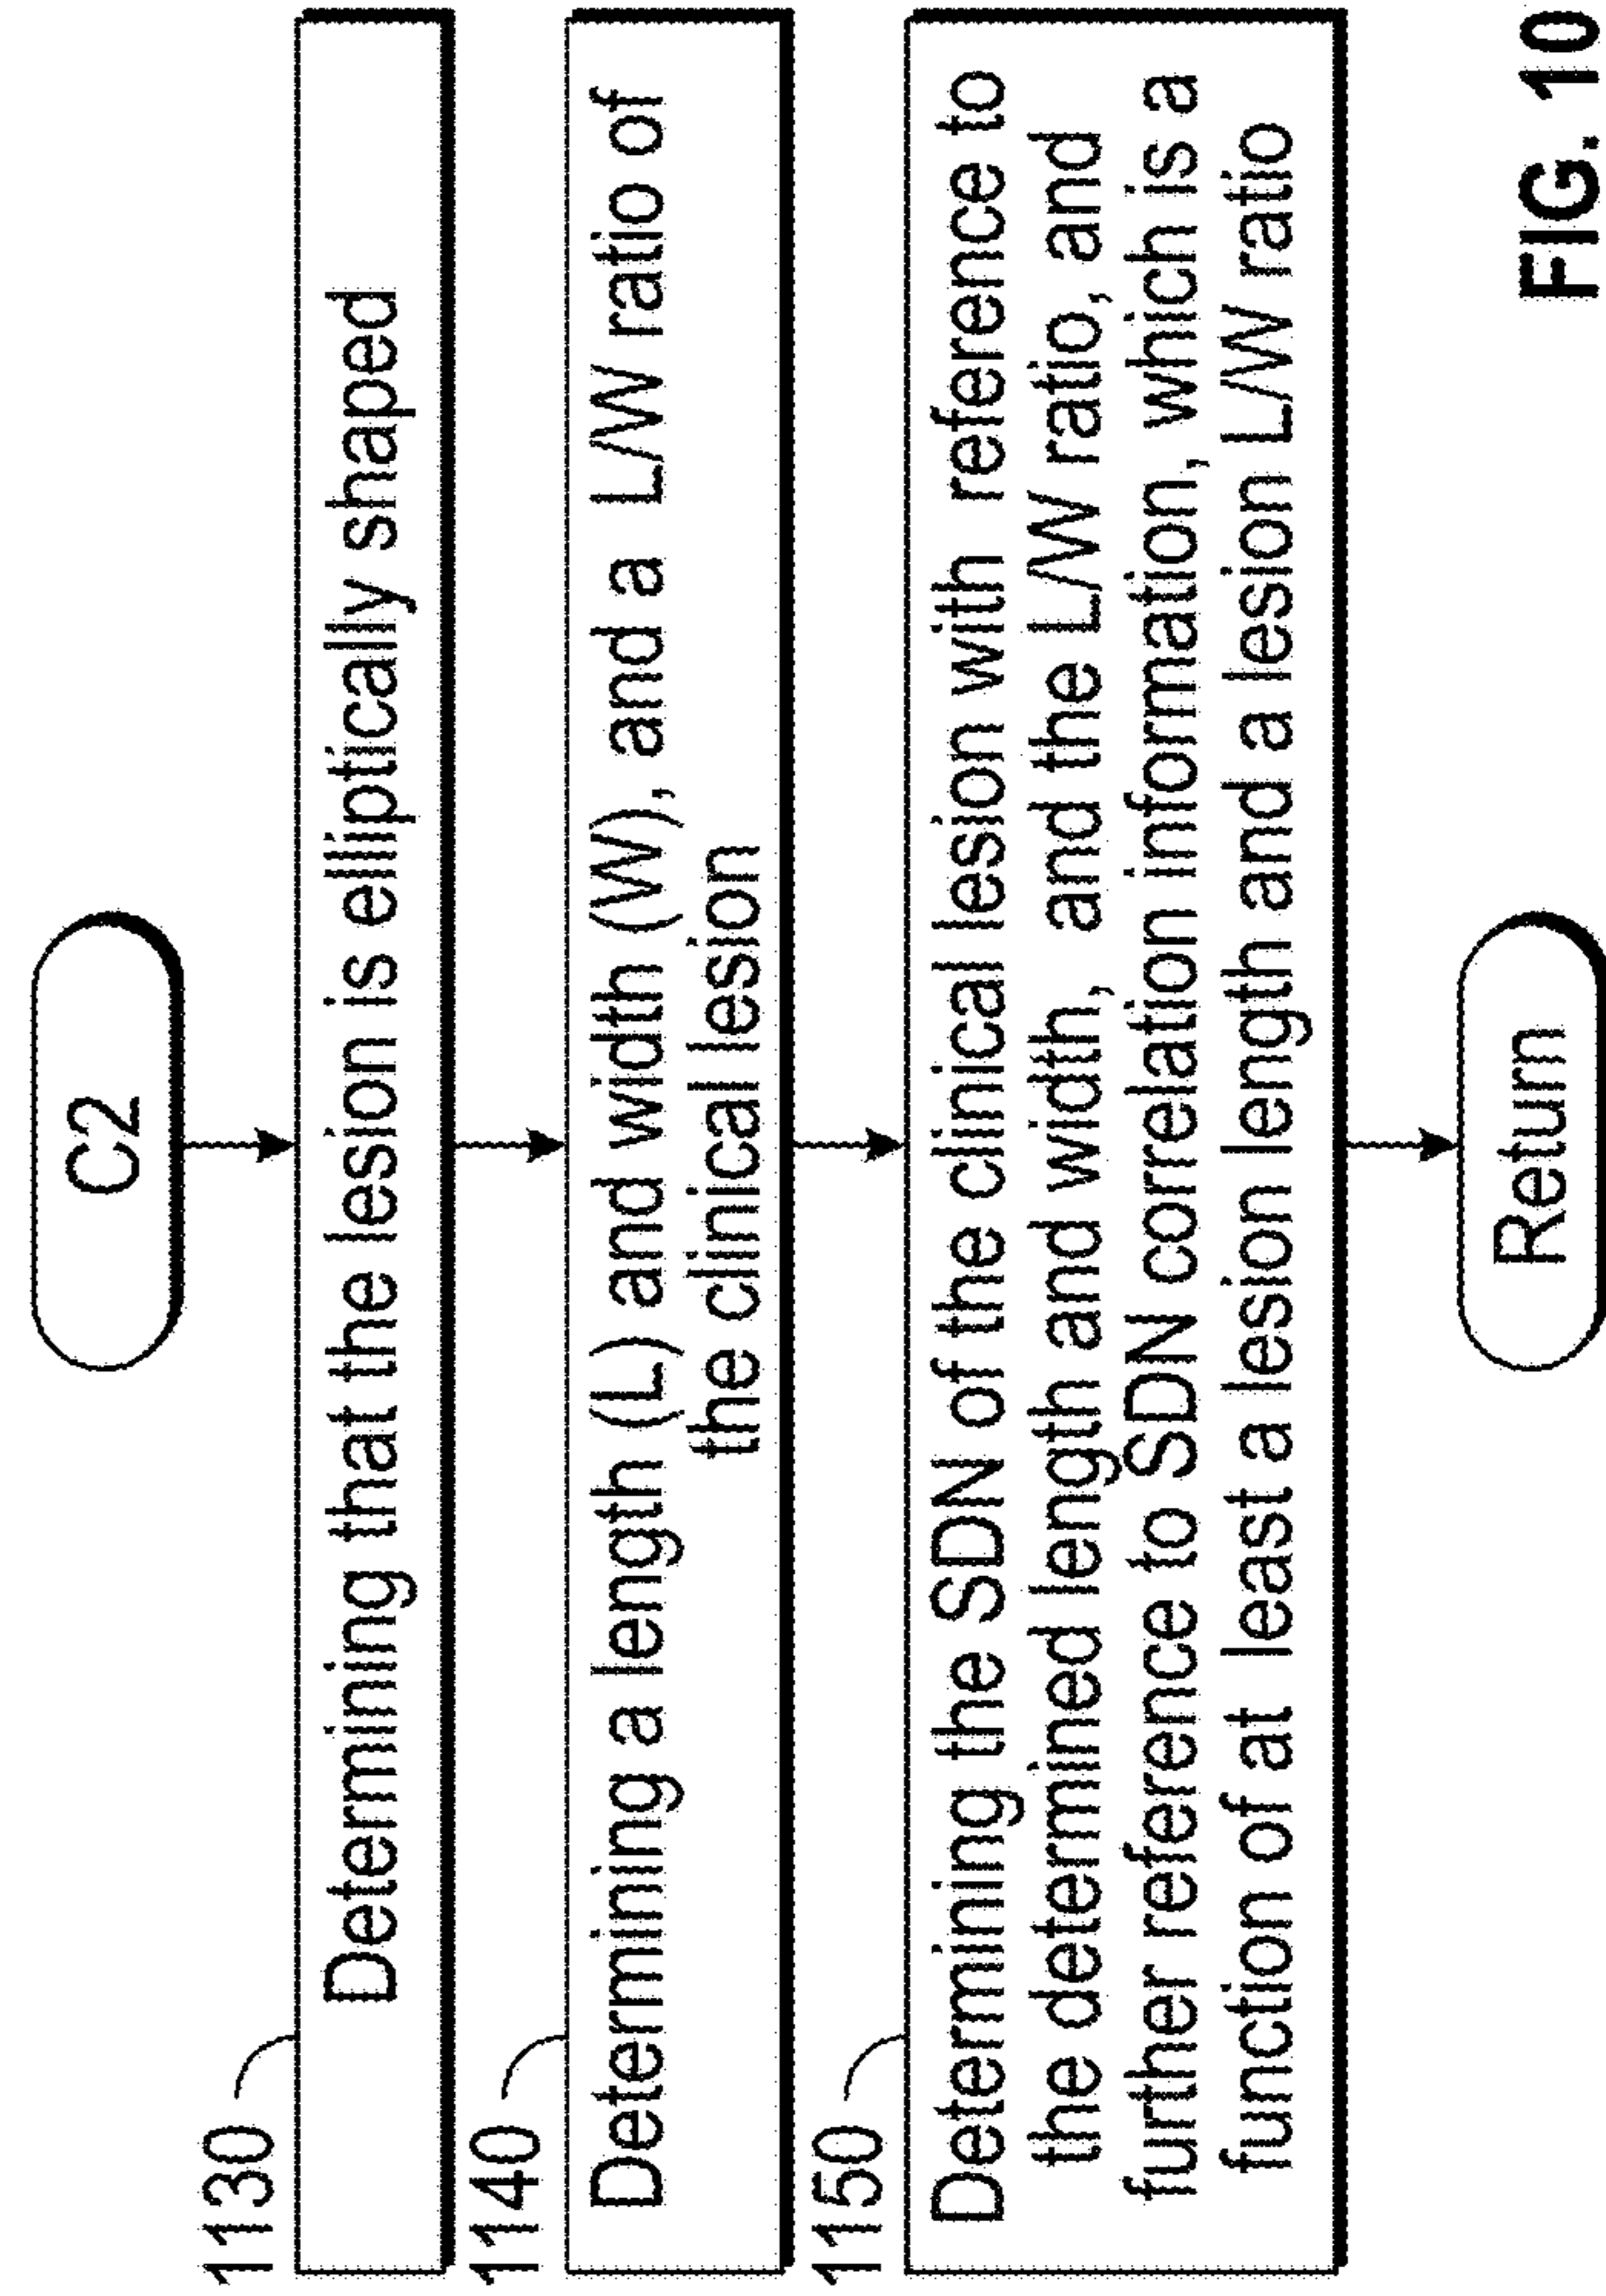 C2
1130
Determining that the lesion is elliptically shaped
1140
Determining a length (L) and width (W), and a L/W ratio of
the clinical lesion
1150
Determining the SDN of the clinical lesion with reference to
the determined length and width, and the L/W ratio, and
further reference to SDN correlation information, which is a
function of at least a lesion length and a lesion L/W ratio
Return
FIG. 10